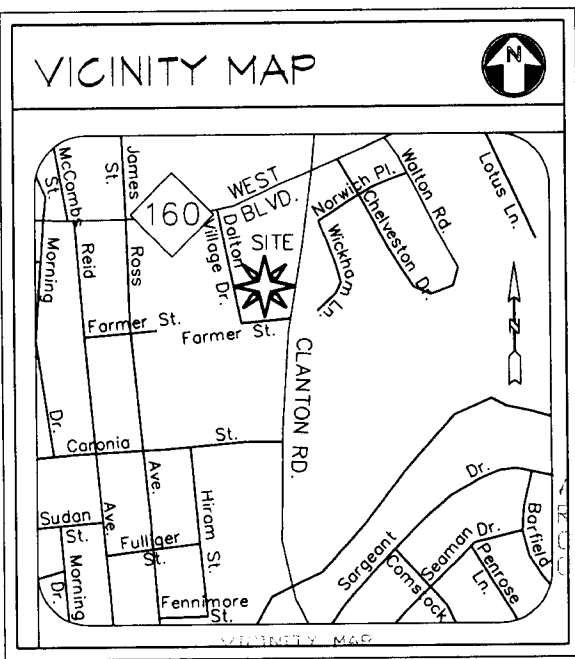 VICINITY MAP
N
McCombs
St.
James
St.
WEST
BLVD.
160
Norwich Pl.
Walton Rd.
Lotus Ln.
Dalton
Village Dr.
SITE
Chelveston Dr.
Wickham
Ln.
Morning
Reid
Ross
Farmer St.
Farmer St.
N
CLANTON RD.
Dr.
Caronia
St.
Ave.
Ave.
Hiram
St.
Dr.
Sudan
St.
Fulliger
St.
Sargeant
Seaman Dr.
Barfield
Comstock
Penrose
Ln.
Morning
Dr.
Fennimore
St.
VICINITY MAP